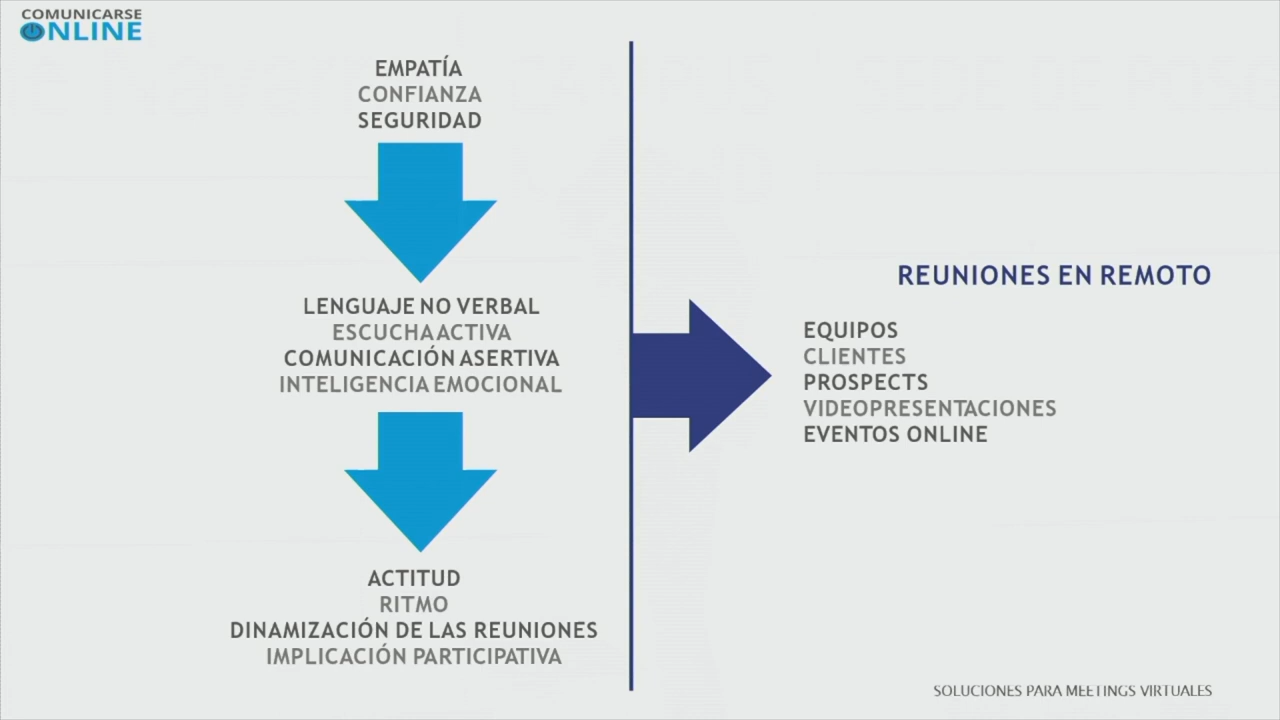 COMUNICARSE
ONLINE
EMPATÍA
CONFIANZA
SEGURIDAD
LENGUAJE NO VERBAL
ESCUCHA ACTIVA
COMUNICACIÓN ASERTIVA
INTELIGENCIA EMOCIONAL
ACTITUD
RITMO
DINAMIZACIÓN DE LAS REUNIONES
IMPLICACIÓN PARTICIPATIVA
REUNIONES EN REMOTO
EQUIPOS
CLIENTES
PROSPECTS
VIDEOPRESENTACIONES
EVENTOS ONLINE
SOLUCIONES PARA MEETINGS VIRTUALES